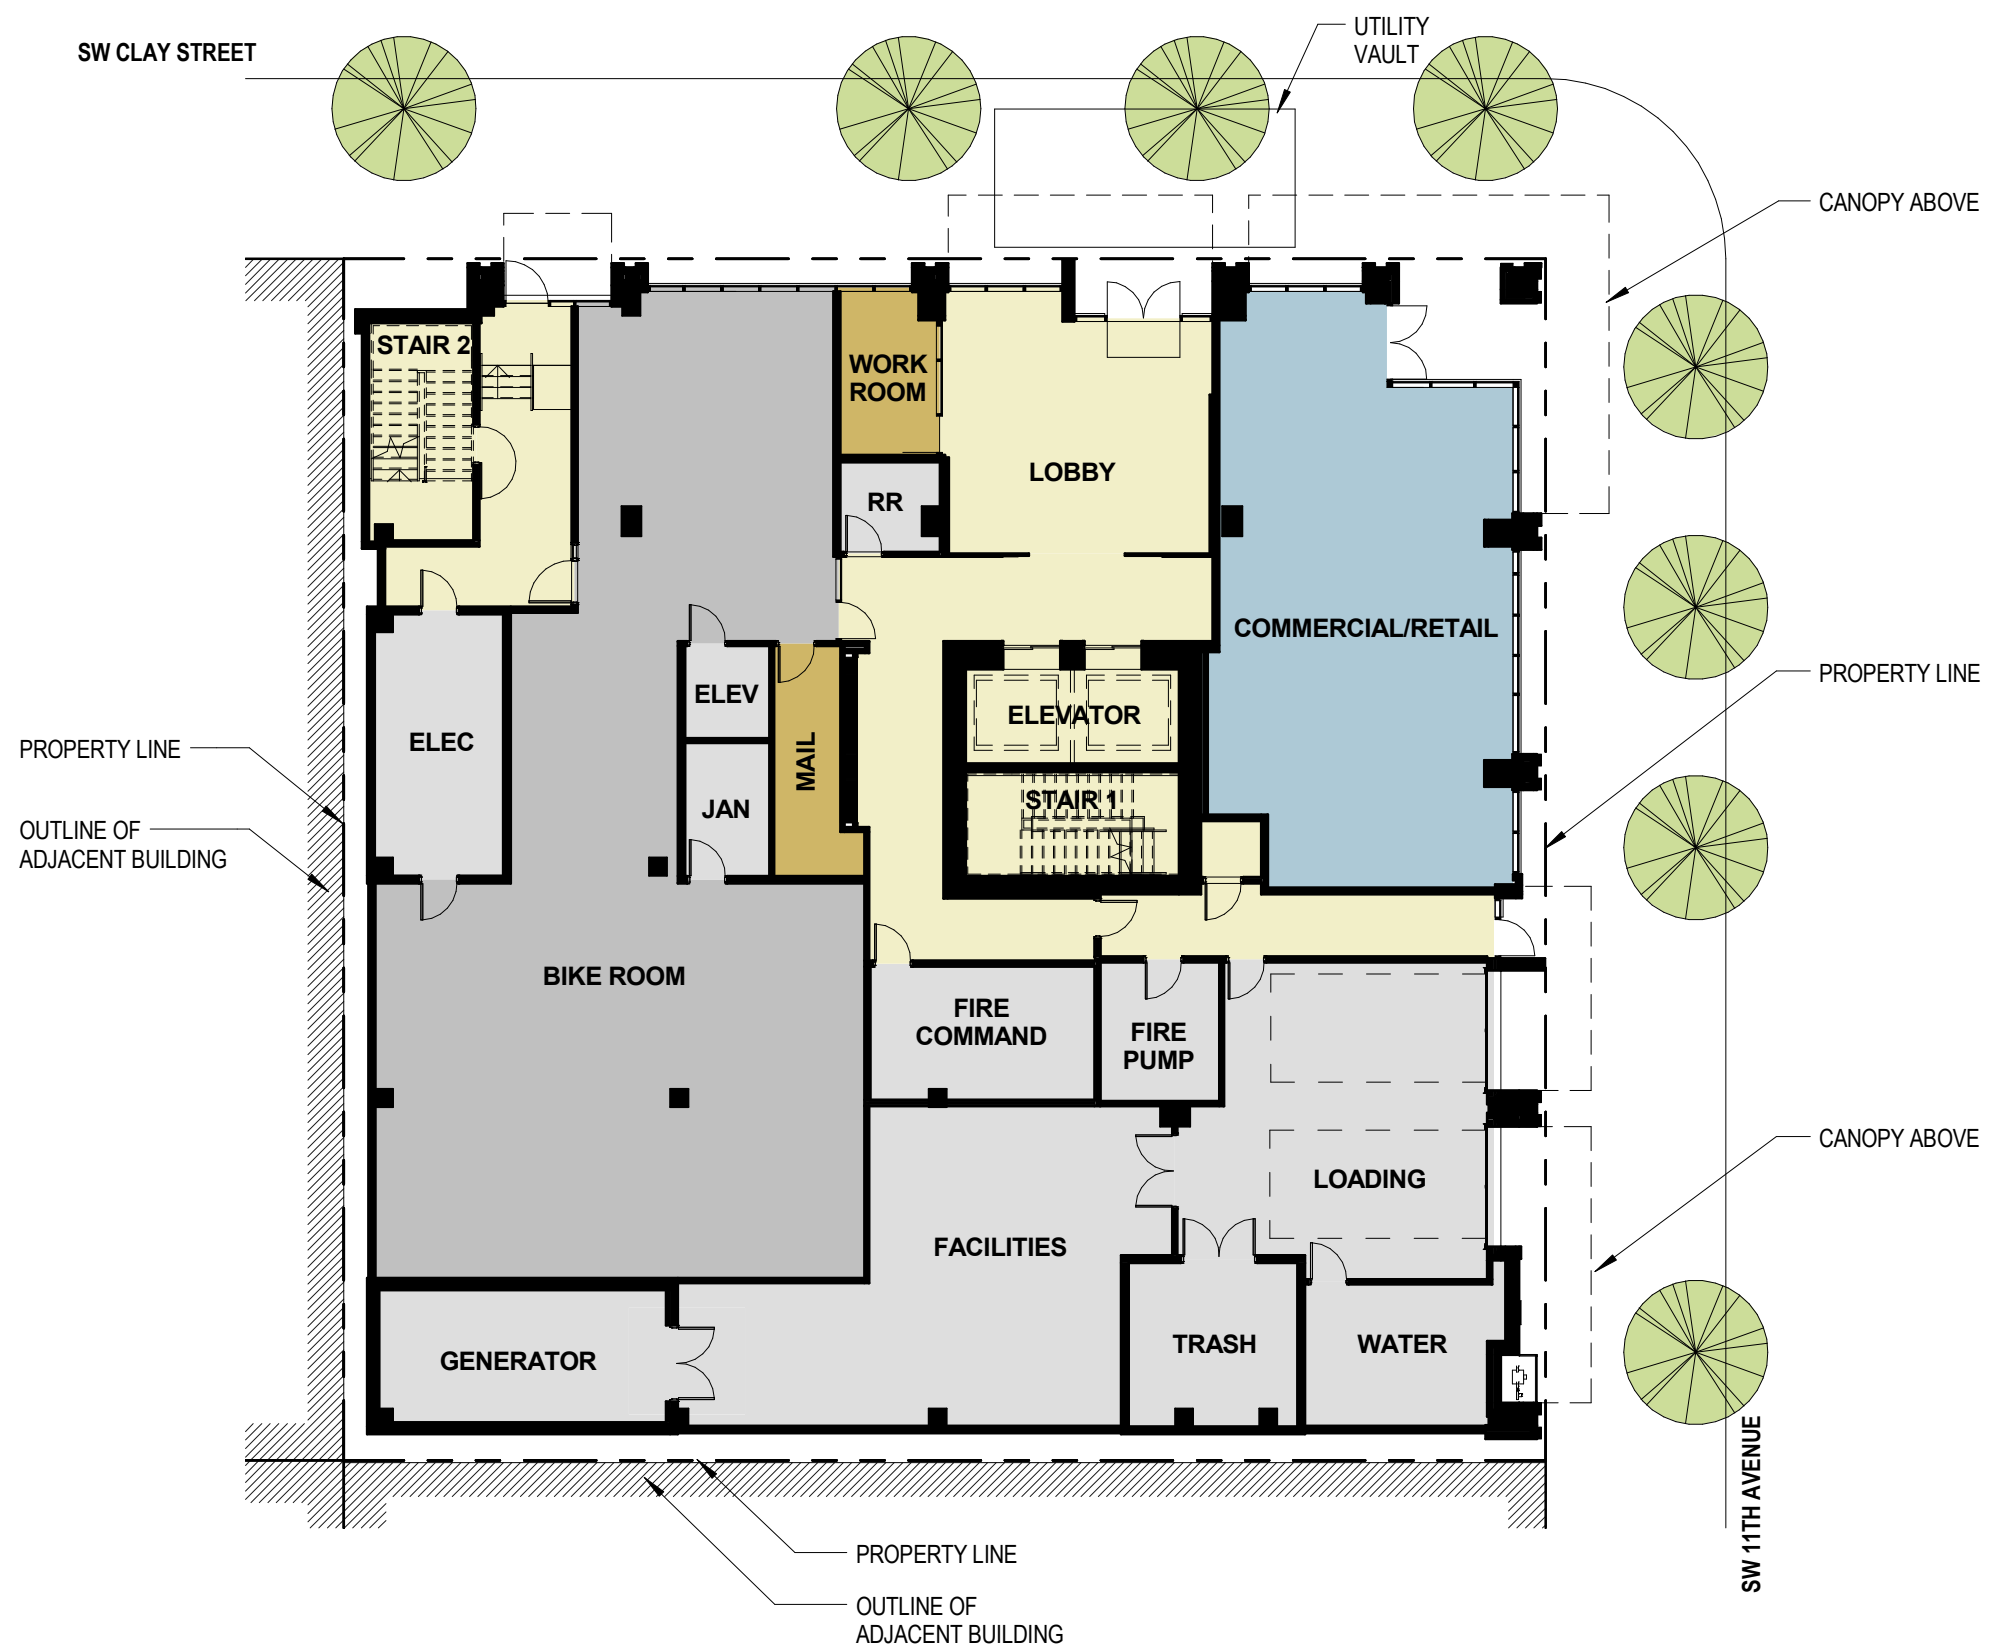 SW CLAY STREET
UTILITY
VAULT
CANOPY ABOVE
STAIR 2
WORK
ROOM
LOBBY
RR
COMMERCIAL/RETAIL
PROPERTY LINE
ELEV
ELEVATOR
ELEC
PROPERTY LINE
MAIL
STAIR 1
JAN
OUTLINE OF
ADJACENT BUILDING
BIKE ROOM
FIRE
COMMAND
FIRE
PUMP
CANOPY ABOVE
LOADING
FACILITIES
GENERATOR
TRASH
WATER
SW 11TH AVENUE
PROPERTY LINE
OUTLINE OF
ADJACENT BUILDING